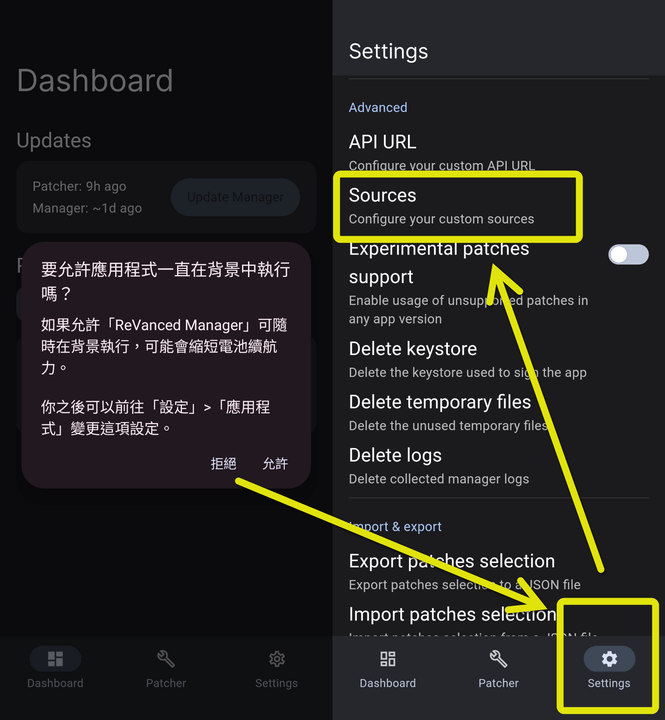 Dashboard
Updates
Patcher: 9h ago
Manager: ~1d ago
Update Manager
要允許應用程式一直在背景中執行
嗎？
如果允許「ReVanced Manager」可隨
時在背景執行，可能會縮短電池續航
力。
你之後可以前往「設定」>「應用程
式」變更這項設定。
拒絕
允許
Dashboard
Patcher
Settings
Settings
Advanced
API URL
Configure your custom API URL
Sources
Configure your custom sources
Experimental patches
support
Enable usage of unsupported patches in
any app version
Delete keystore
Delete the keystore used to sign the app
Delete temporary files
Delete the unused temporary files
Delete logs
Delete collected manager logs
Import & export
Export patches selection
Export patches selection to a JSON file
Import patches selection
Import patches selection from a JSON file
Dashboard
Patcher
Settings